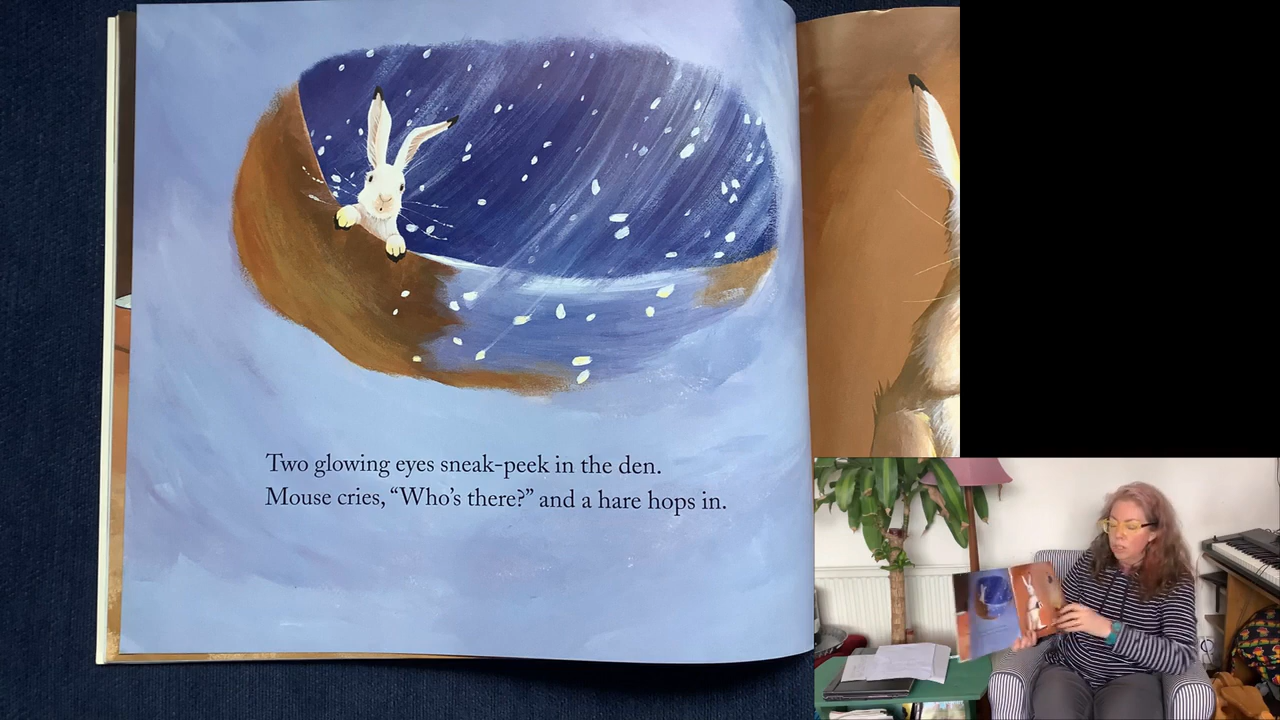 Two glowing eyes sneak-peek in the den.
Mouse cries, “Who’s there?” and a hare hops in.